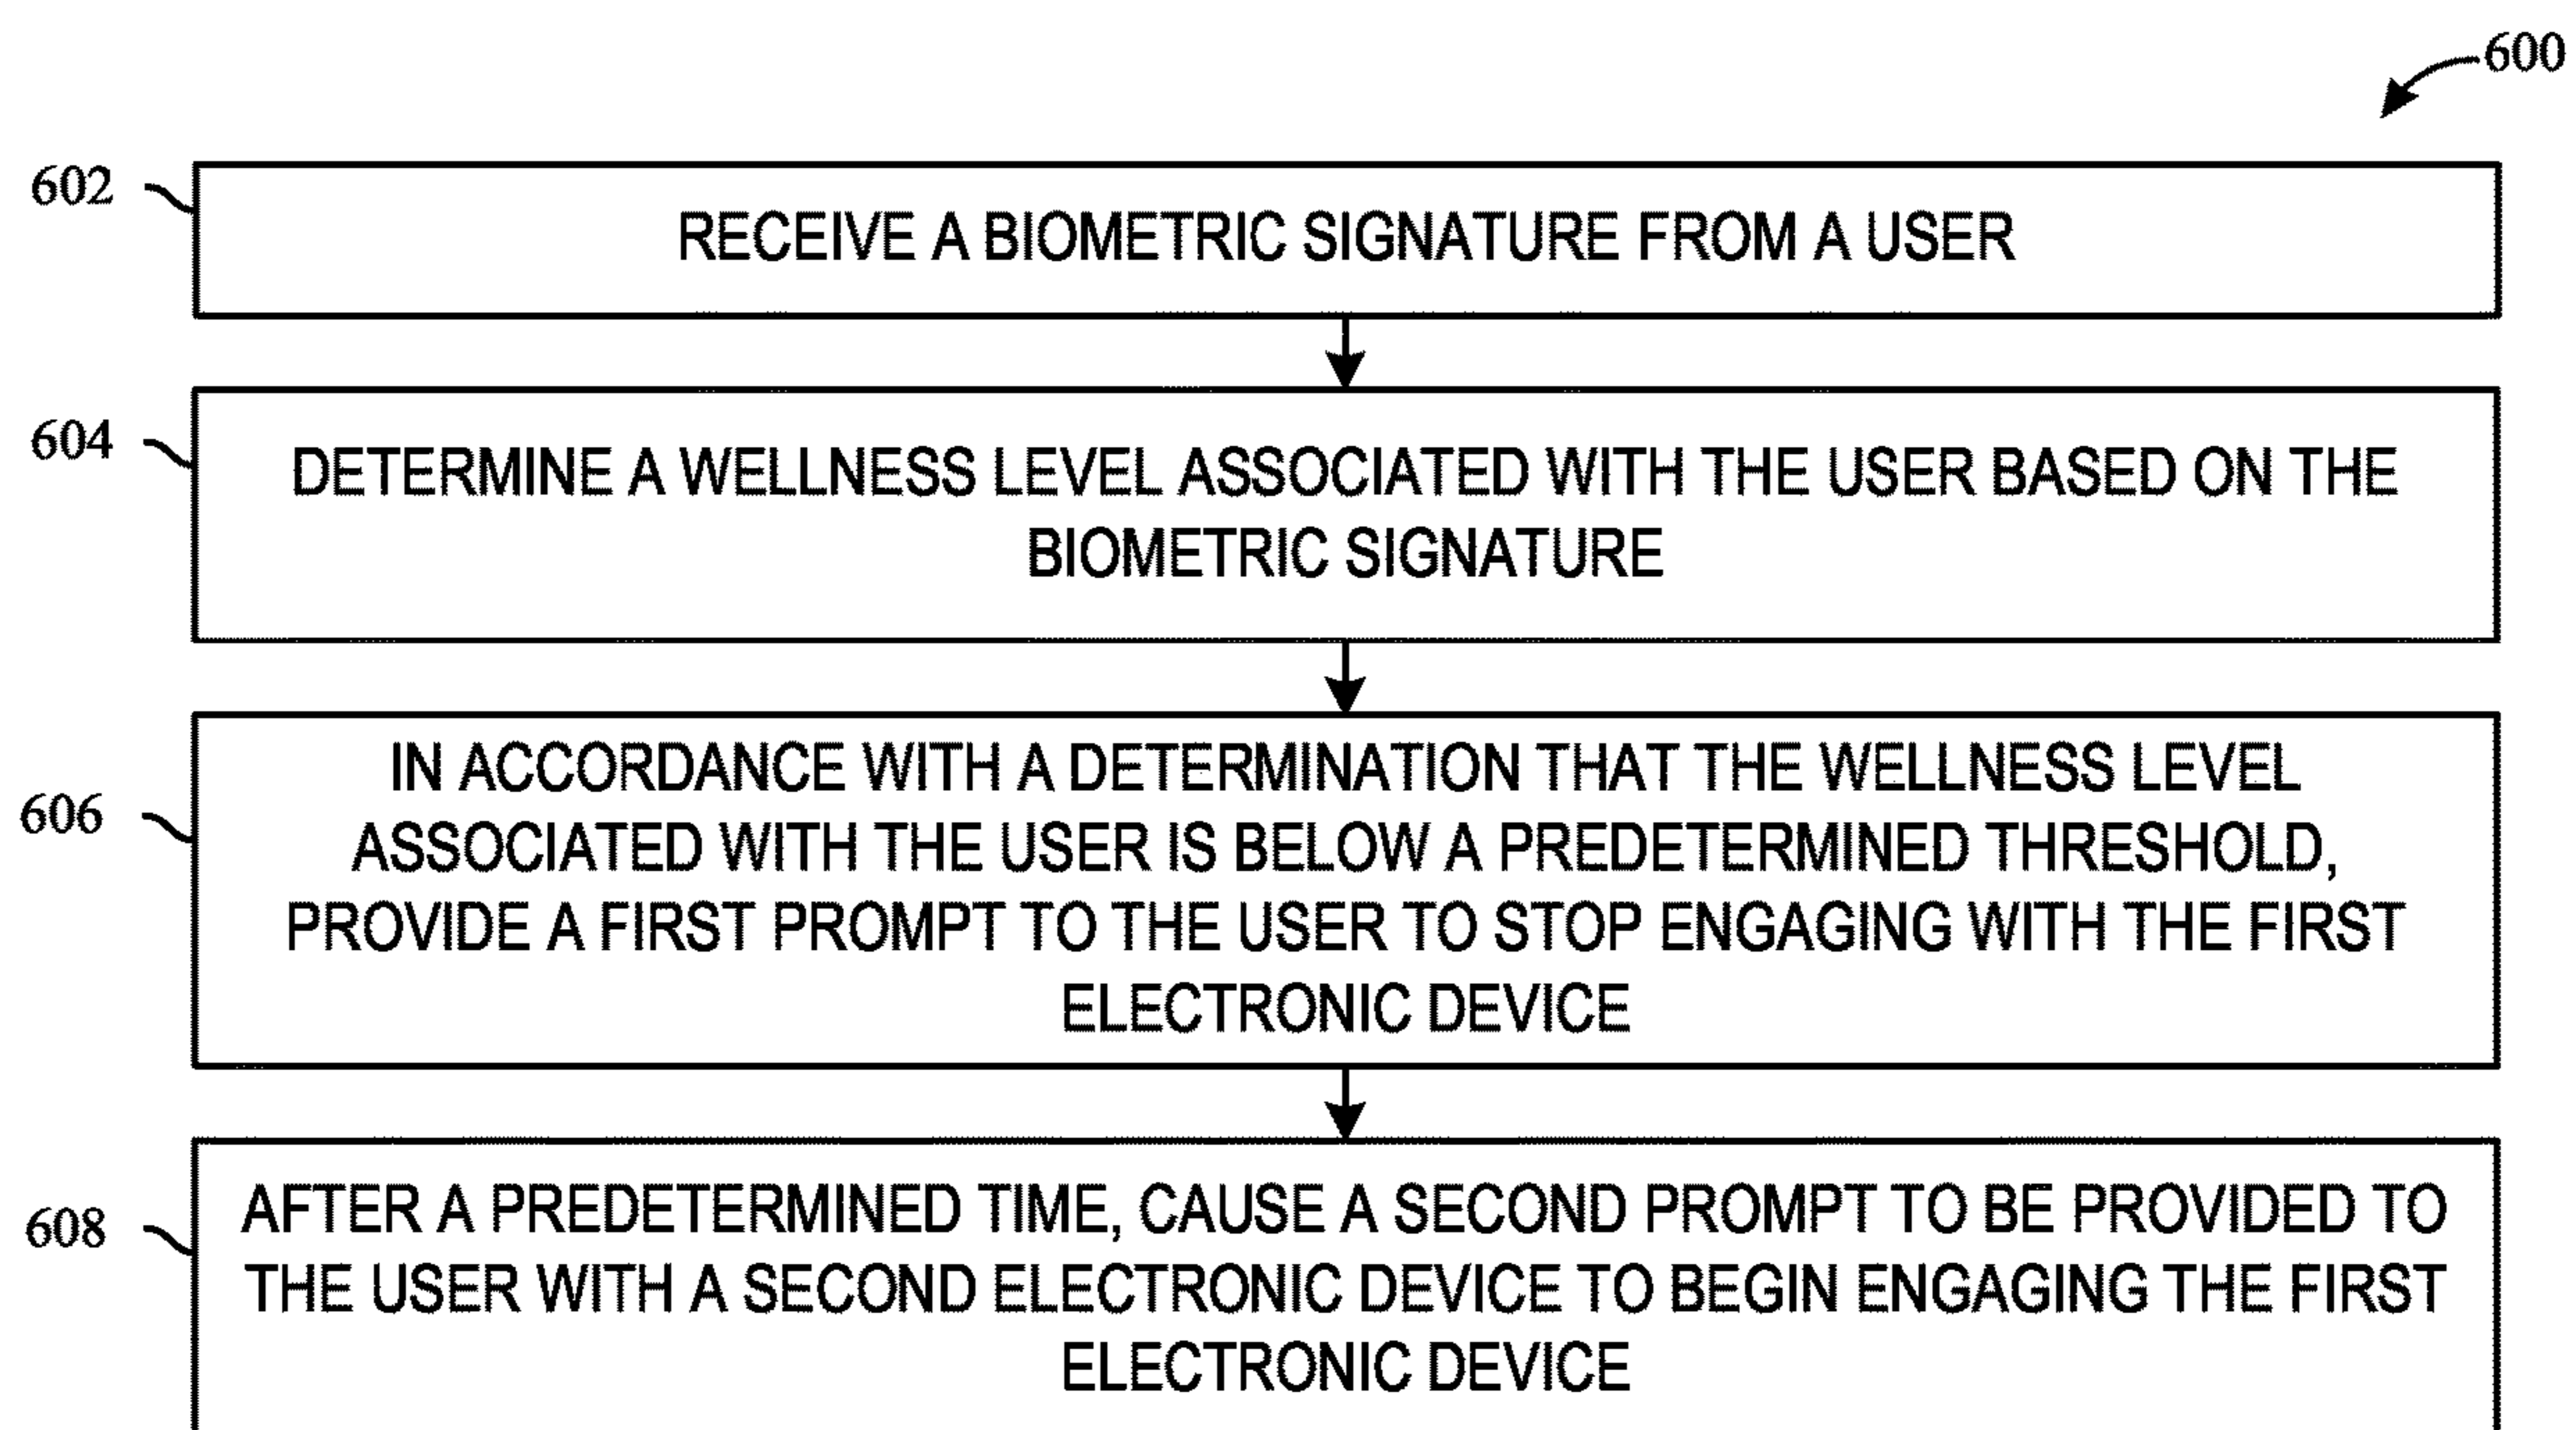 600
602
RECEIVE A BIOMETRIC SIGNATURE FROM A USER
604
DETERMINE A WELLNESS LEVEL ASSOCIATED WITH THE USER BASED ON THE
BIOMETRIC SIGNATURE
606
IN ACCORDANCE WITH A DETERMINATION THAT THE WELLNESS LEVEL
ASSOCIATED WITH THE USER IS BELOW A PREDETERMINED THRESHOLD,
PROVIDE A FIRST PROMPT TO THE USER TO STOP ENGAGING WITH THE FIRST
ELECTRONIC DEVICE
608
AFTER A PREDETERMINED TIME, CAUSE A SECOND PROMPT TO BE PROVIDED TO
THE USER WITH A SECOND ELECTRONIC DEVICE TO BEGIN ENGAGING THE FIRST
ELECTRONIC DEVICE